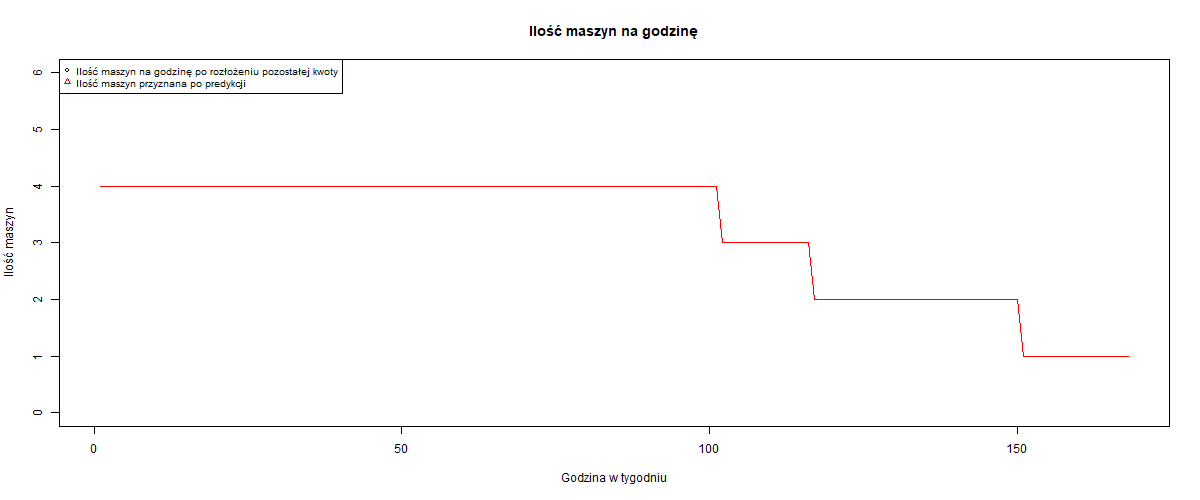 Ilość maszyn na godzinę
Ilość maszyn na godzinę po rozłożeniu pozostałej kwoty
Ilość maszyn przyznana po predykcji
Ilość maszyn
6
5
4
3
2
1
0
0 50 100 150
Godzina w tygodniu